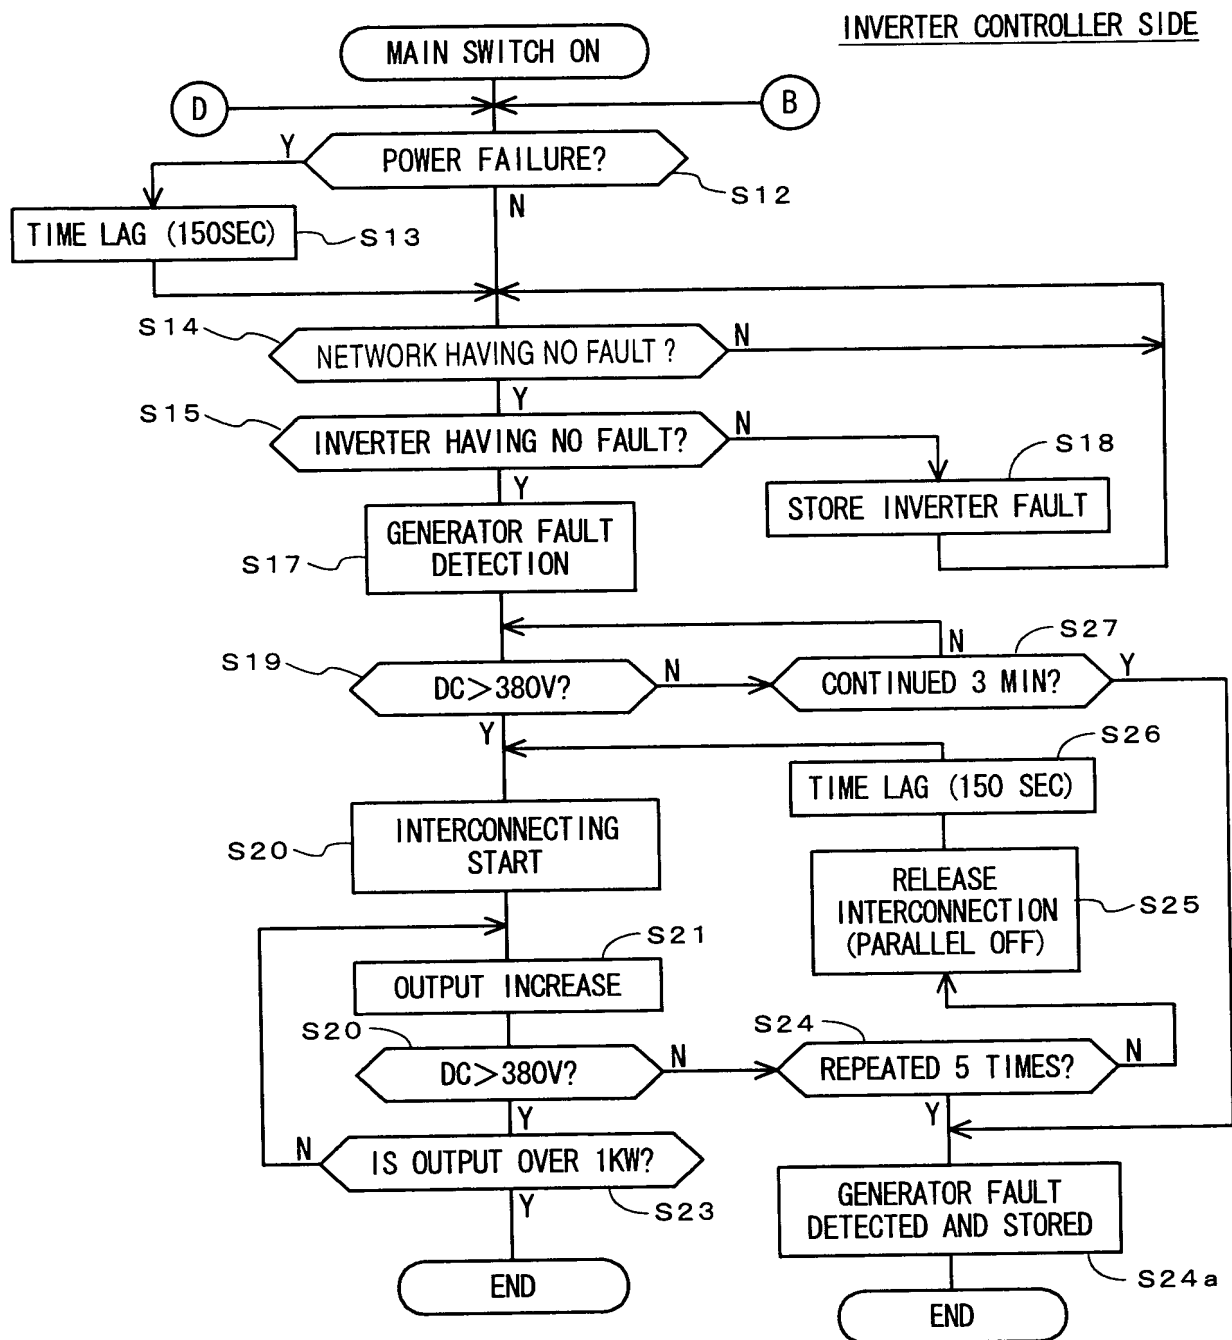 INVERTER CONTROLLER SIDE
MAIN SWITCH ON
D
B
Y
POWER FAILURE?
S12
N
TIME LAG (150SEC)
S13
S14
NETWORK HAVING NO FAULT?
N
Y
S15
INVERTER HAVING NO FAULT?
N
S18
Y
STORE INVERTER FAULT
GENERATOR FAULT
DETECTION
S17
S27
N
S19
DC>380V?
N
CONTINUED 3 MIN?
Y
Y
S26
TIME LAG (150 SEC)
INTERCONNECTING
START
S20
RELEASE
INTERCONNECTION
(PARALLEL OFF)
S25
S21
OUTPUT INCREASE
S20
S24
DC>380V?
N
REPEATED 5 TIMES?
N
Y
Y
N
IS OUTPUT OVER 1KW?
Y
S23
GENERATOR FAULT
DETECTED AND STORED
S24a
END
END